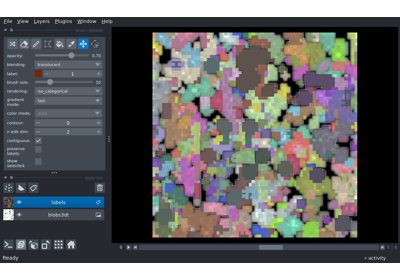 File View Layers Plugins Window Help
opacity: 0.70
blending: translucent
label: 1
brush size: 10
rendering: iso_categorical
gradient mode: fast
color mode:
contour: 0
n edit dim: 2
contiguous:
preserve labels:
show selected:
labels
blobs3dt
0
Ready
activity